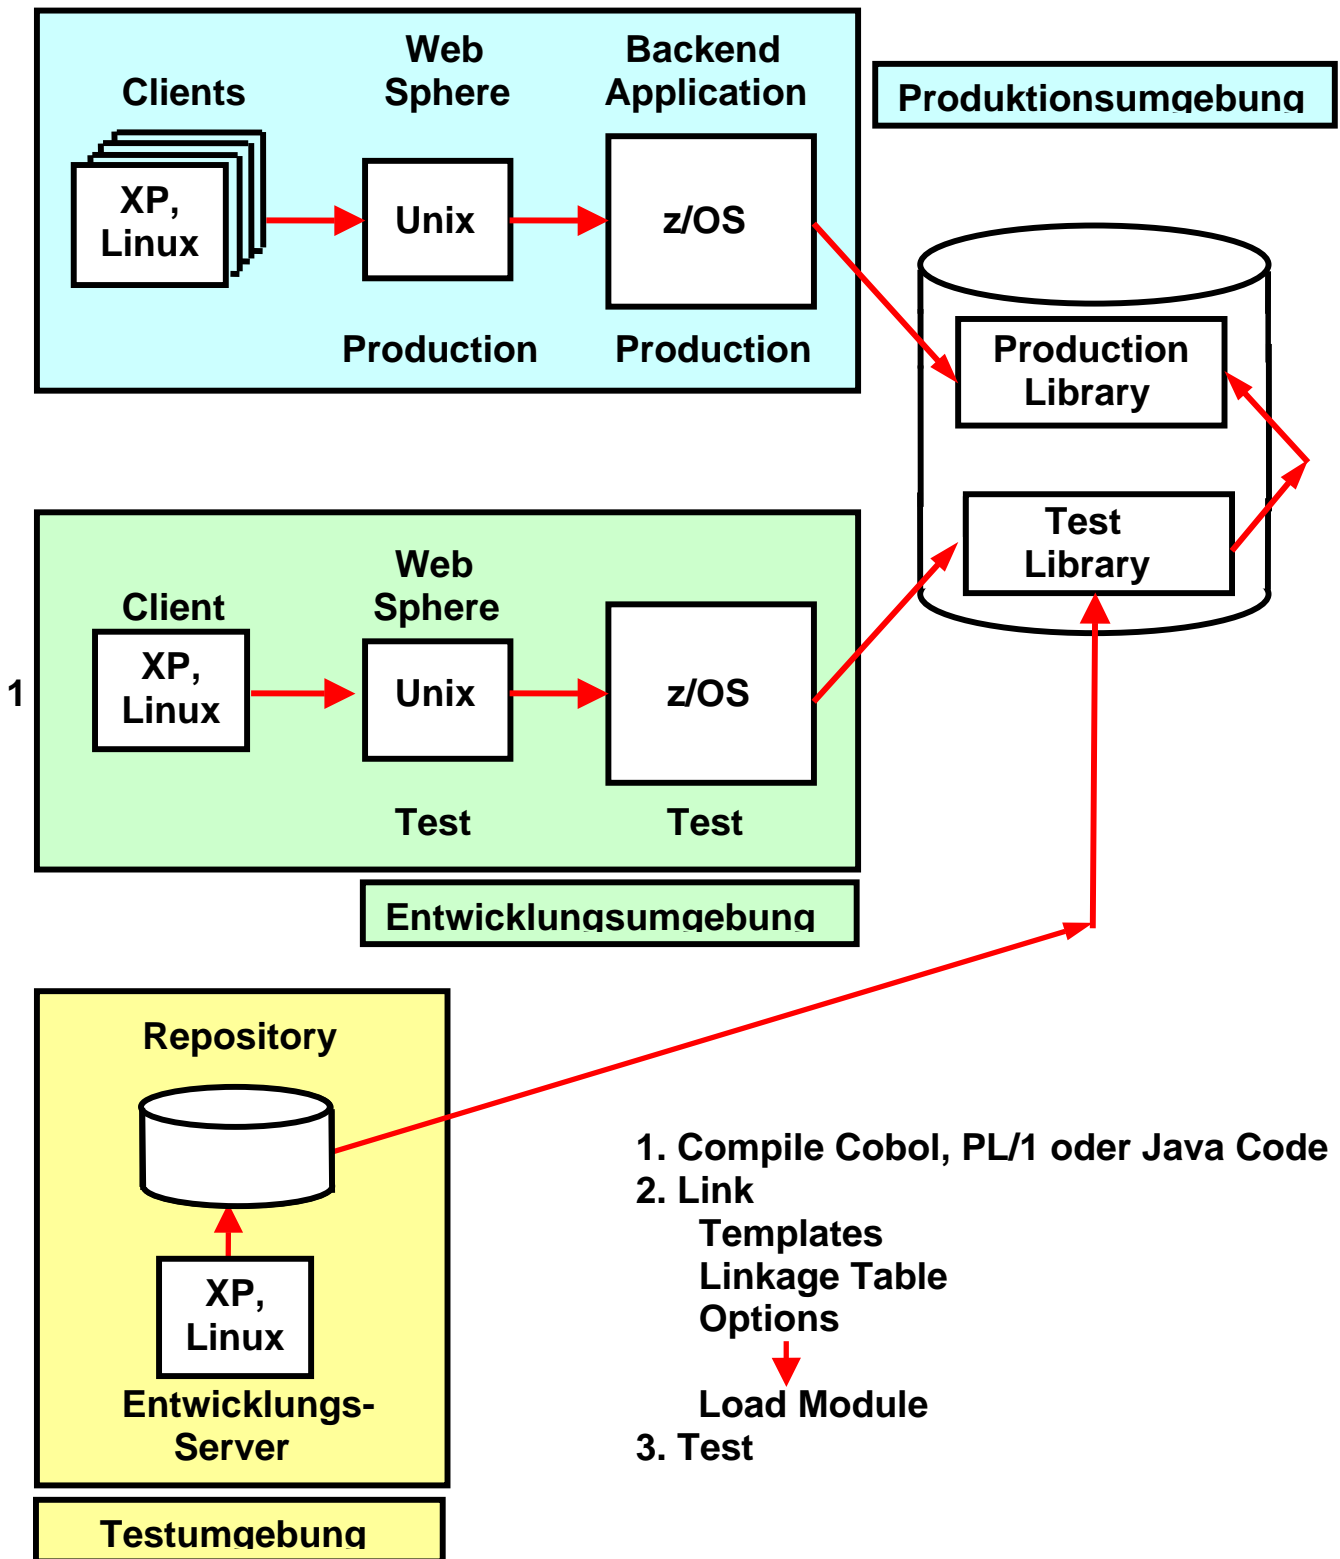 Web
Sphere
Backend
Application
Clients
Produktionsumgebung
XP,
Linux
Unix
z/OS
Production
Production
Production
Library
Test
Library
Web
Sphere
Client
XP,
Linux
Unix
z/OS
1
Test
Test
Entwicklungsumgebung
Repository
XP,
Linux
Entwicklungs-
Server
Testumgebung
1. Compile Cobol, PL/1 oder Java Code
2. Link
Templates
Linkage Table
Options
Load Module
3. Test